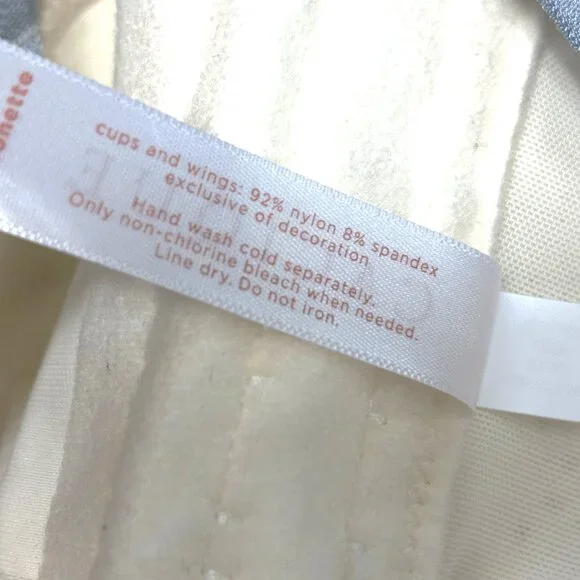 onette
cups and wings: 92% nylon 8% spandex
exclusive of decoration
Hand wash cold separately.
Only non-chlorine bleach when needed.
Line dry. Do not iron.